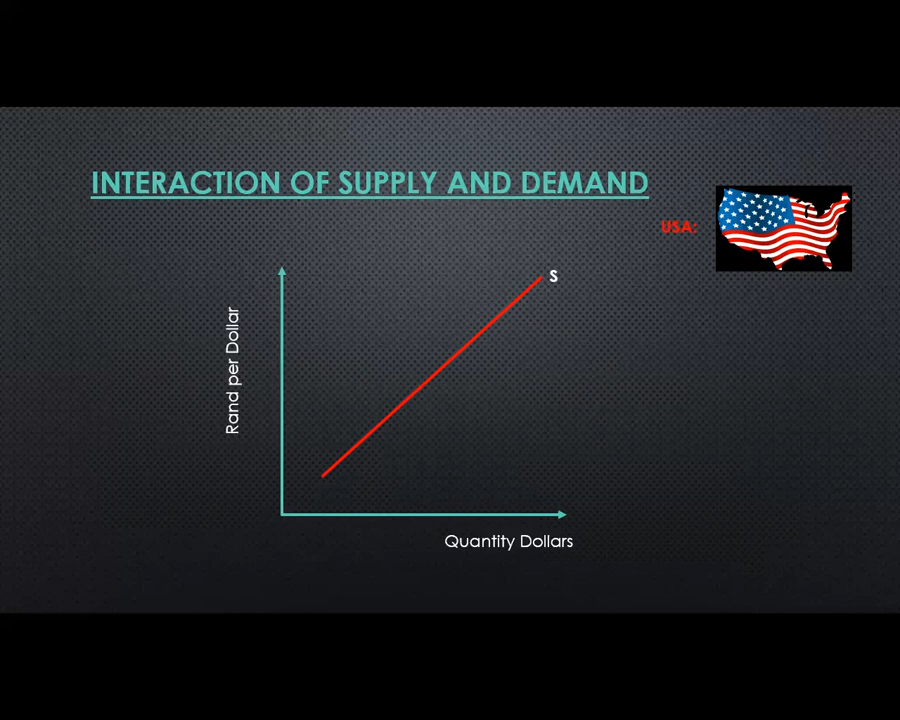 INTERACTION OF SUPPLY AND DEMAND
USA:
S
Rand per Dollar
Quantity Dollars